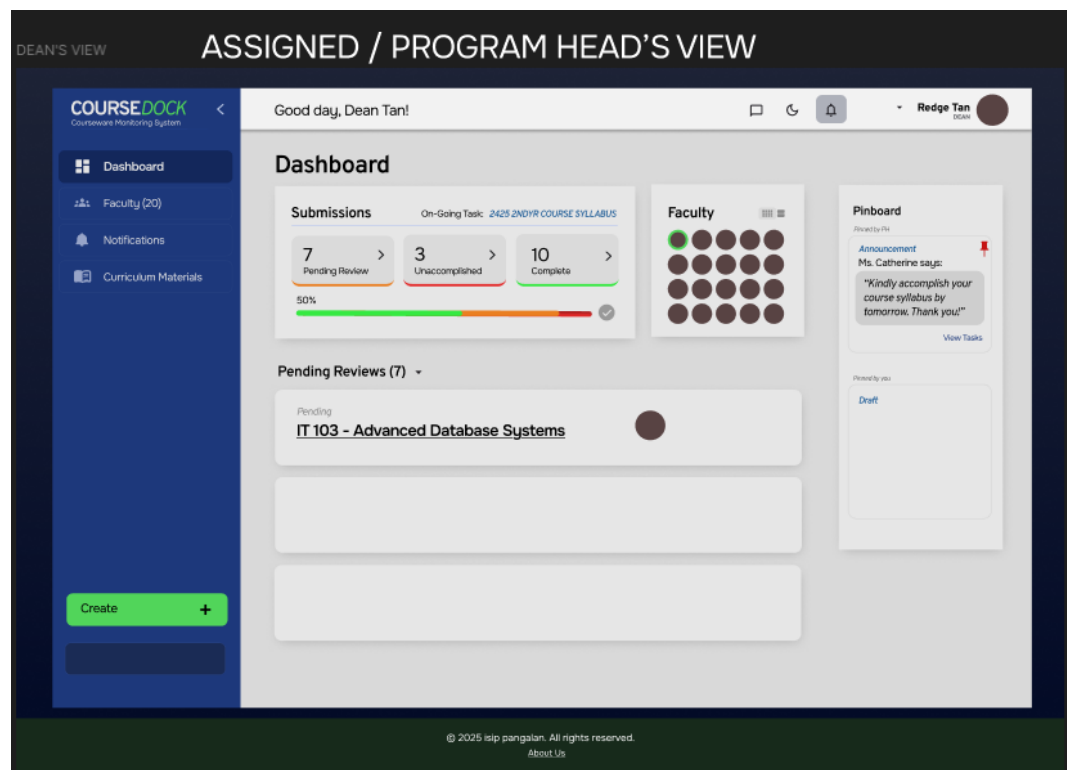 DEAN'S VIEW
ASSIGNED / PROGRAM HEAD'S VIEW
COURSEDOCK
Courseware Monitoring System
Good day, Dean Tan!
Redge Tan
DEAN
Dashboard
Faculty (20)
Notifications
Curriculum Materials
Create
Dashboard
Submissions
On-Going Task: 2425 2NDYR COURSE SYLLABUS
7
Pending Review
3
Unaccomplished
10
Complete
50%
Faculty
Pending Reviews (7)
Pending
IT 103 - Advanced Database Systems
Pinboard
Pinned by PH
Announcement
Ms. Catherine says:
"Kindly accomplish your
course syllabus by
tomorrow. Thank you!"
View Tasks
Pinned by you
Draft
© 2025 isip pangalan. All rights reserved.
About Us